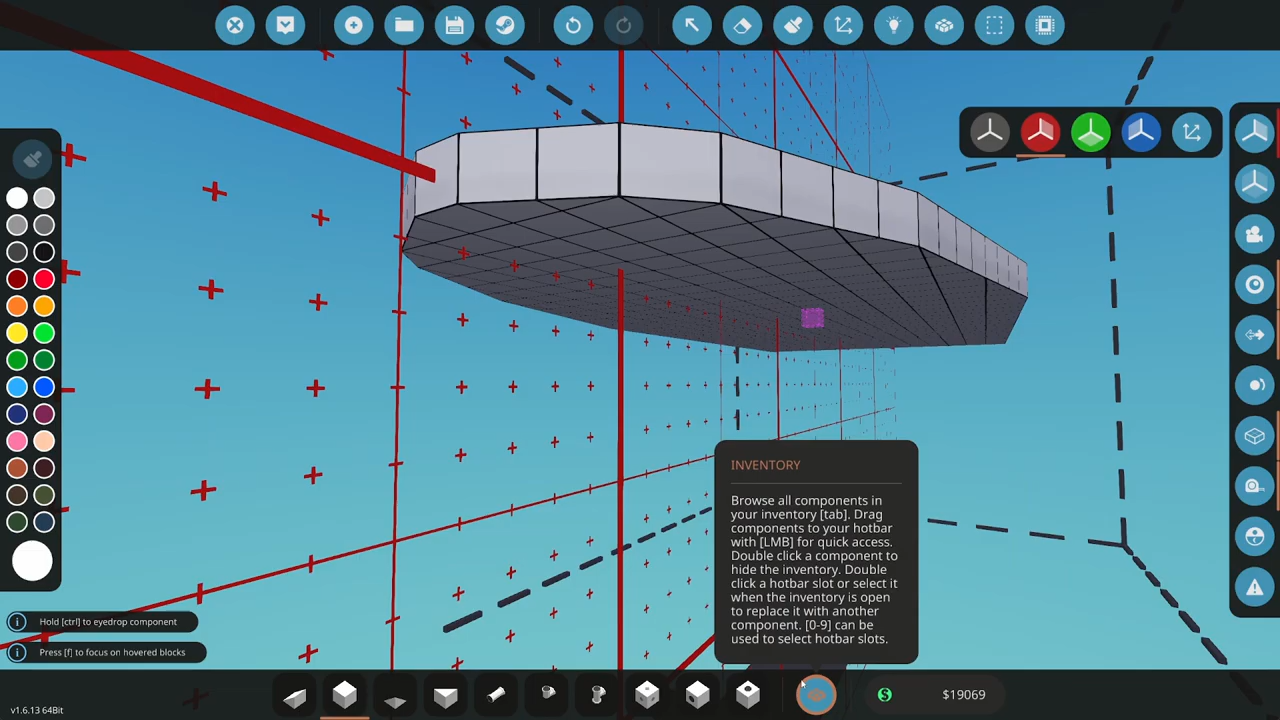 INVENTORY
Browse all components in
your inventory [tab]. Drag
components to your hotbar
with [LMB] for quick access.
Double click a component to
hide the inventory. Double
click a hotbar slot or select it
when the inventory is open
to replace it with another
component. [0-9] can be
used to select hotbar slots.
Hold [ctrl] to eyedrop component
Press [f] to focus on hovered blocks
$19069
v1.6.13 64Bit